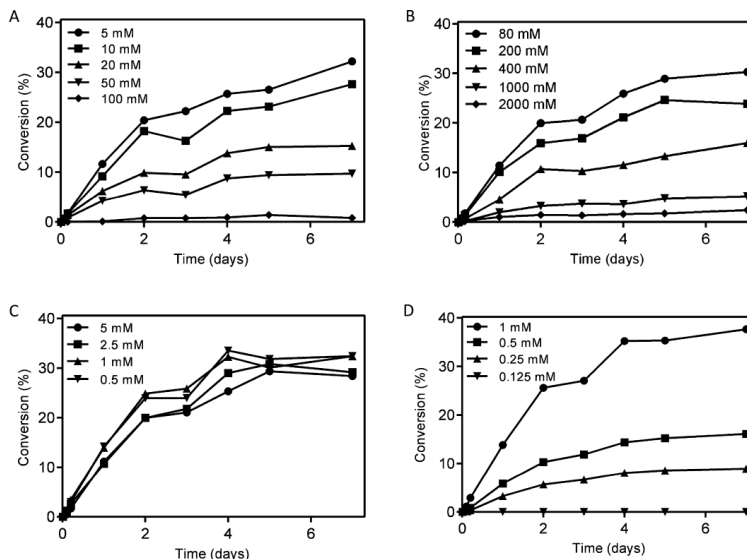 A
Conversion (%)
40
30
20
10
0
5 mM
10 mM
20 mM
50 mM
100 mM
0
2
4
6
Time (days)
B
Conversion (%)
40
30
20
10
0
80 mM
200 mM
400 mM
1000 mM
2000 mM
0
2
4
6
Time (days)
C
Conversion (%)
40
30
20
10
0
5 mM
2.5 mM
1 mM
0.5 mM
0
2
4
6
Time (days)
D
Conversion (%)
40
30
20
10
0
1 mM
0.5 mM
0.25 mM
0.125 mM
0
2
4
6
Time (days)